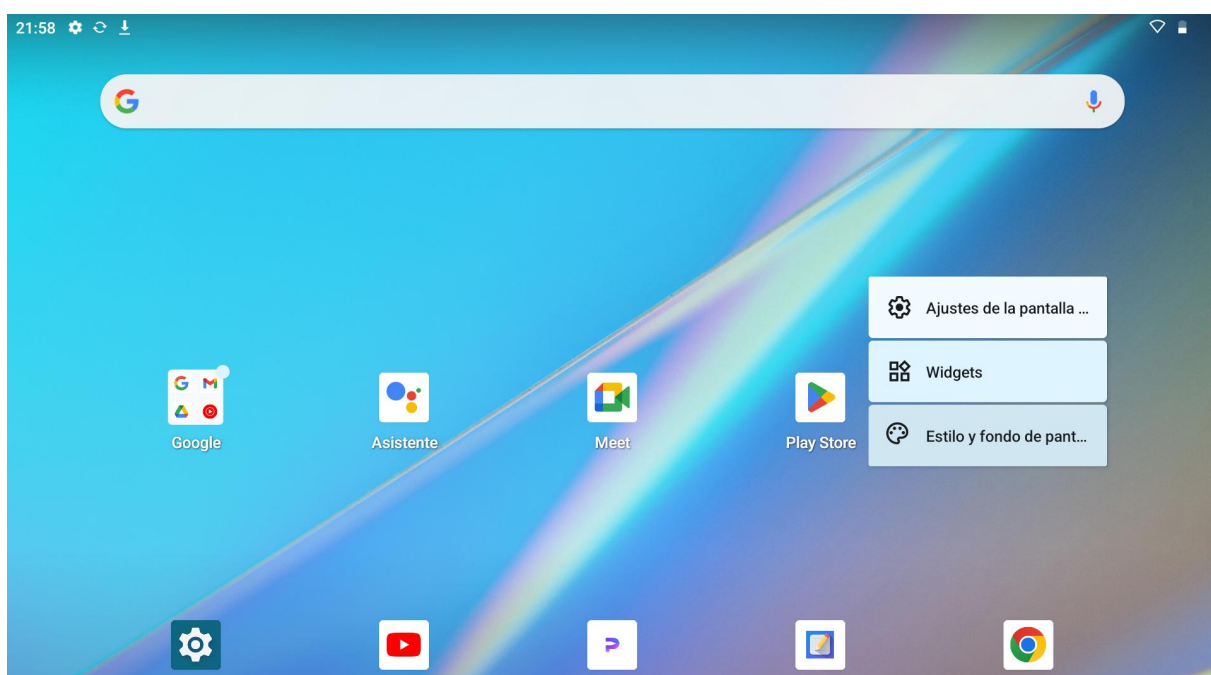 21:58
Ajustes de la pantalla ...
Widgets
Estilo y fondo de pant...
Google
Asistente
Meet
Play Store